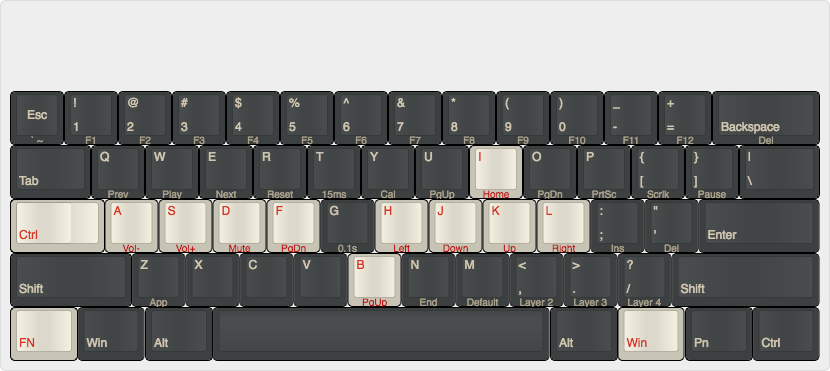 Esc ! 1 @ 2 # 3 $ 4 % 5 ^ 6 & 7 * 8 ( 9 ) 0 _ - + = Backspace
` ~ F1 F2 F3 F4 F5 F6 F7 F8 F9 F10 F11 F12 Del
Tab Q W E R T Y U I O P { [ } ] | \
Prev Play Next Reset 15ms Cal PgUp Home PgDn PrtSc Scrlk Pause
Ctrl A S D F G H J K L : ; " ' Enter
Vol- Vol+ Mute PgDn 0.1s Left Down Up Right Ins Del
Shift Z X C V B N M < , > . ? / Shift
App PgUp End Default Layer 2 Layer 3 Layer 4
FN Win Alt Alt Win Pn Ctrl